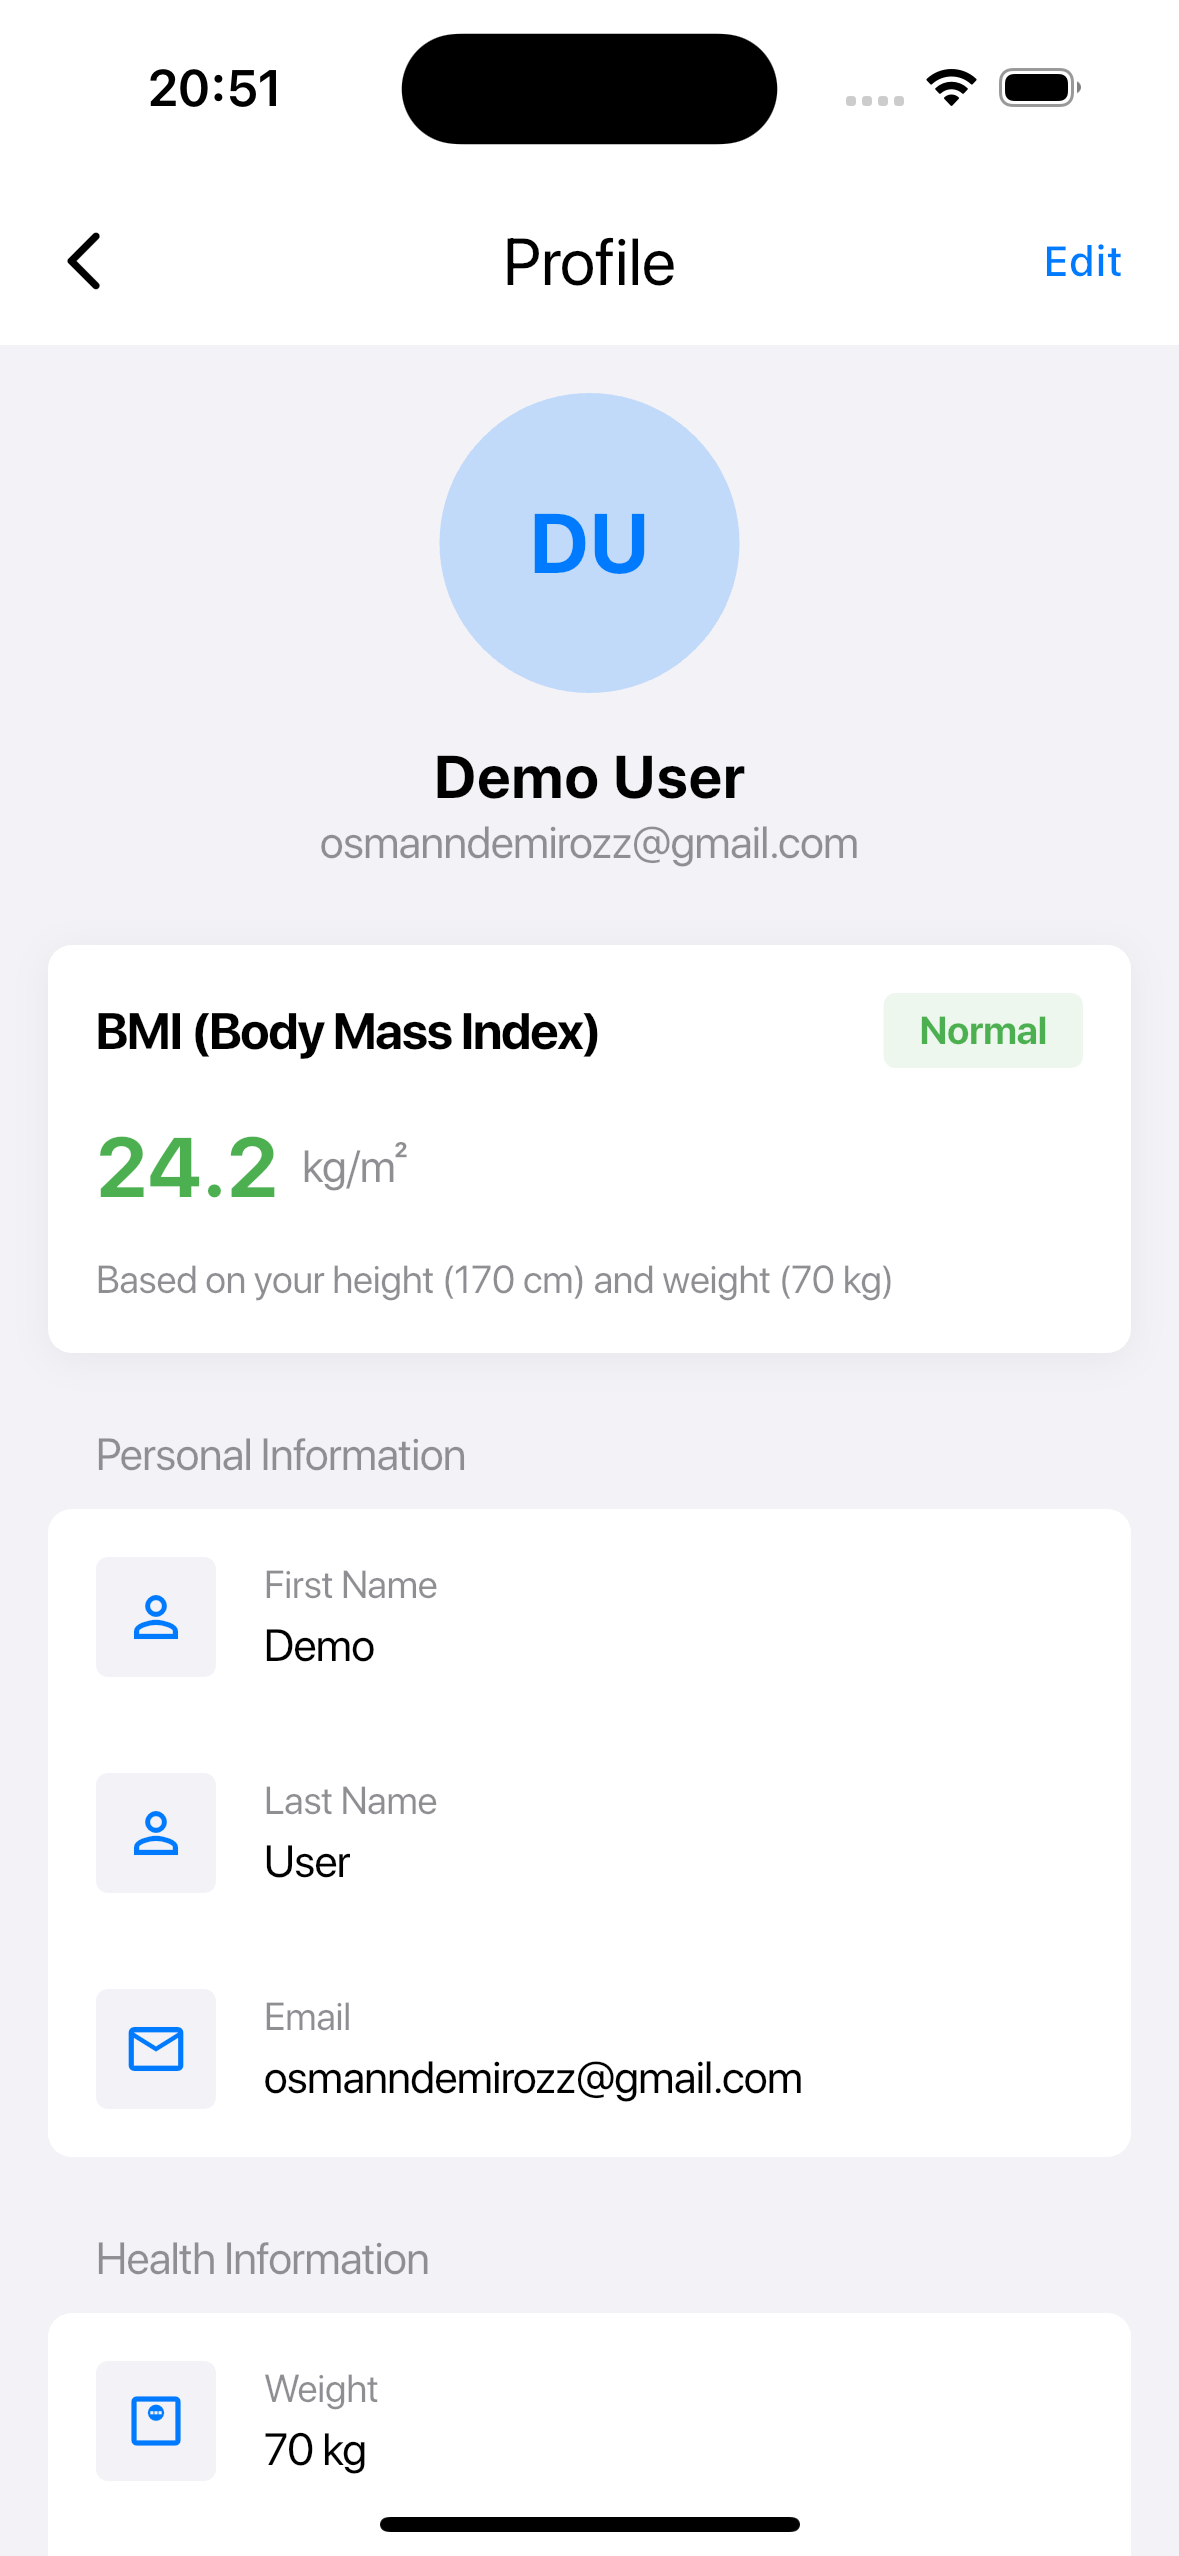 20:51
Profile
Edit
DU
Demo User
osmanndemirozz@gmail.com
BMI (Body Mass Index)
Normal
24.2 kg/m²
Based on your height (170 cm) and weight (70 kg)
Personal Information
First Name
Demo
Last Name
User
Email
osmanndemirozz@gmail.com
Health Information
Weight
70 kg